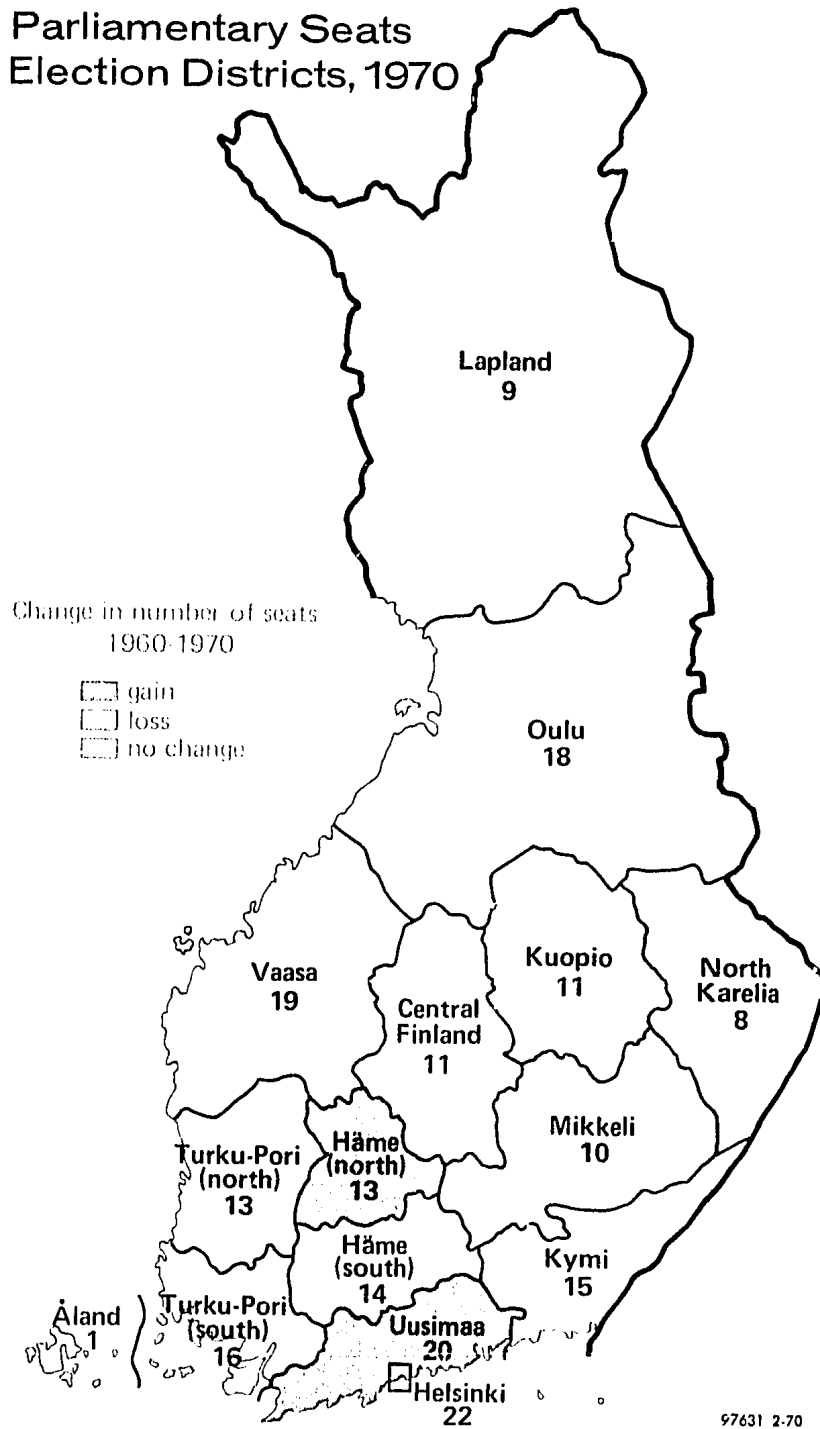 Parliamentary Seats
Election Districts, 1970
Lapland
9
Change in number of seats
1960-1970
gain
loss
no change
Oulu
18
Vaasa
19
Central
Finland
11
Kuopio
11
North
Karelia
8
Turku-Pori
(north)
13
Häme
(north)
13
Mikkeli
10
Häme
(south)
14
Kymi
15
Åland
1
Turku-Pori
(south)
16
Uusimaa
20
Helsinki
22
97631 2-70